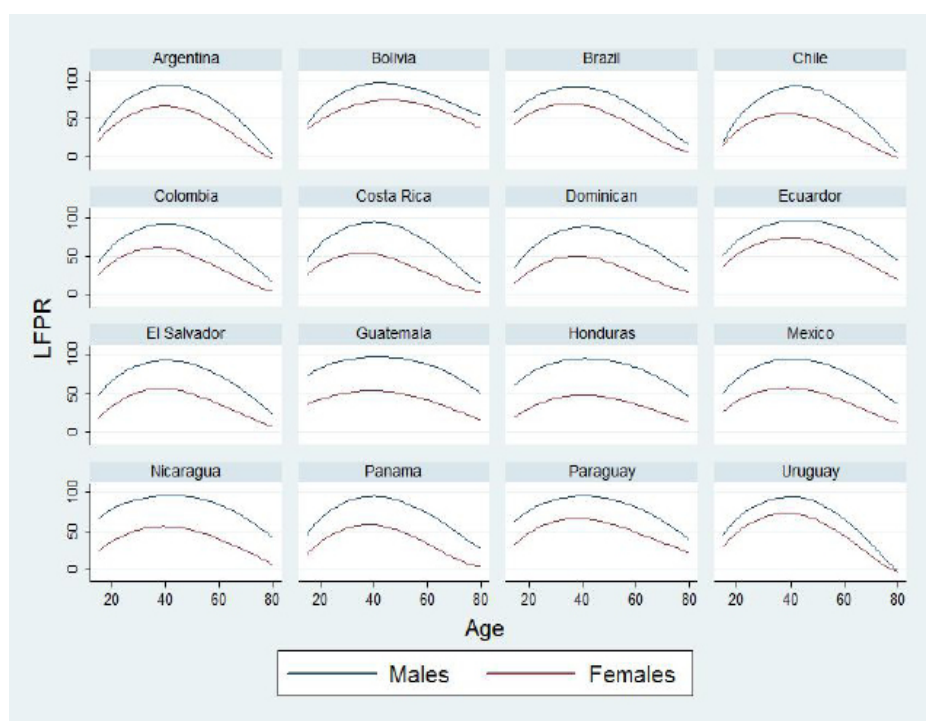 Argentina Bolivia Brazil Chile
100
50
0
Colombia Costa Rica Dominican Ecuardor
100
50
0
El Salvador Guatemala Honduras Mexico
100
50
0
Nicaragua Panama Paraguay Uruguay
100
50
0
20 40 60 80 20 40 60 80 20 40 60 80 20 40 60 80
LFPR
Age
Males Females